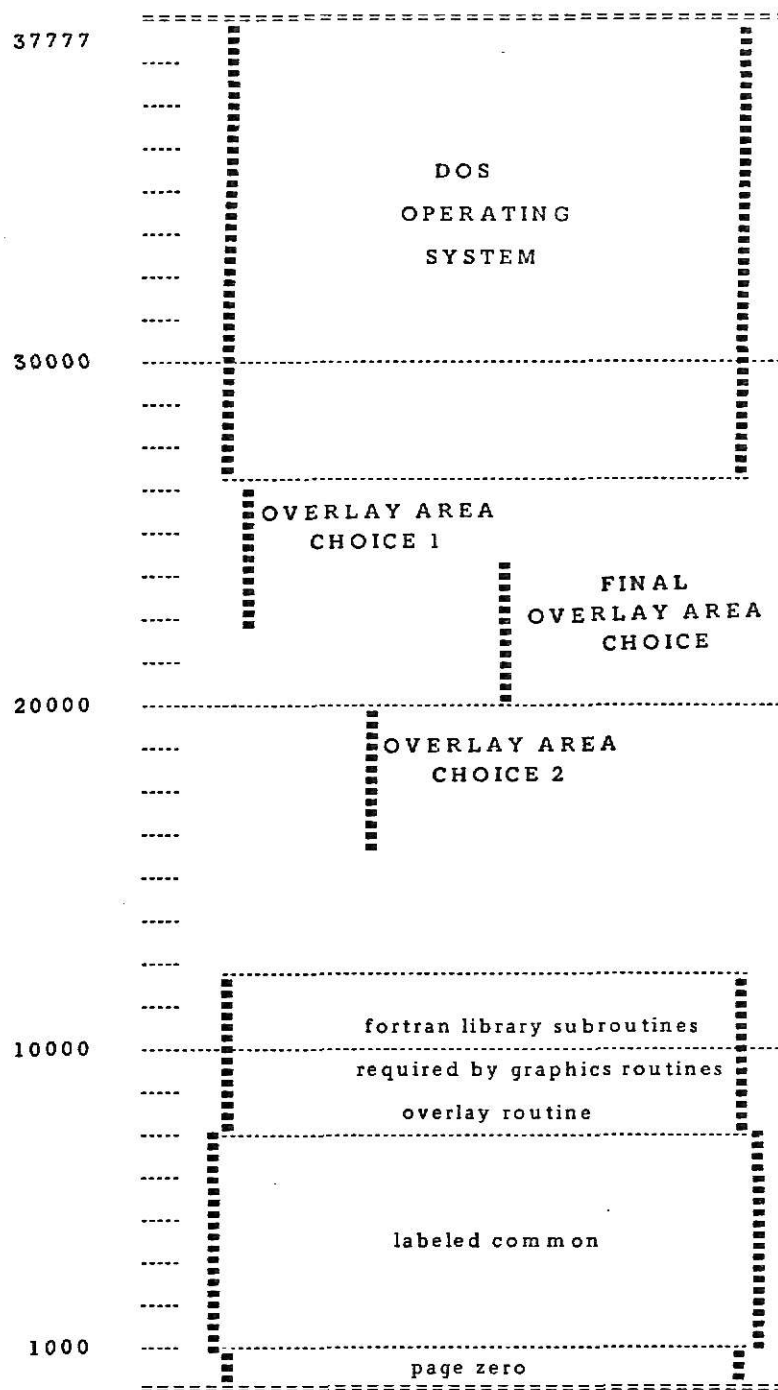 37777
DOS
OPERATING
SYSTEM
30000
OVERLAY AREA
CHOICE 1
FINAL
OVERLAY AREA
CHOICE
20000
OVERLAY AREA
CHOICE 2
fortran library subroutines
10000
required by graphics routines
overlay routine
labeled common
1000
page zero